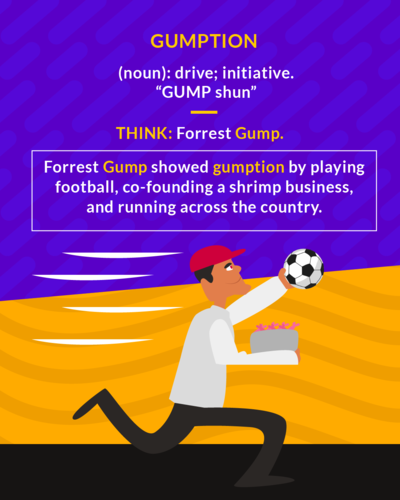 GUMPTION
(noun): drive; initiative.
“GUMP shun”
THINK: Forrest Gump.
Forrest Gump showed gumption by playing
football, co-founding a shrimp business,
and running across the country.